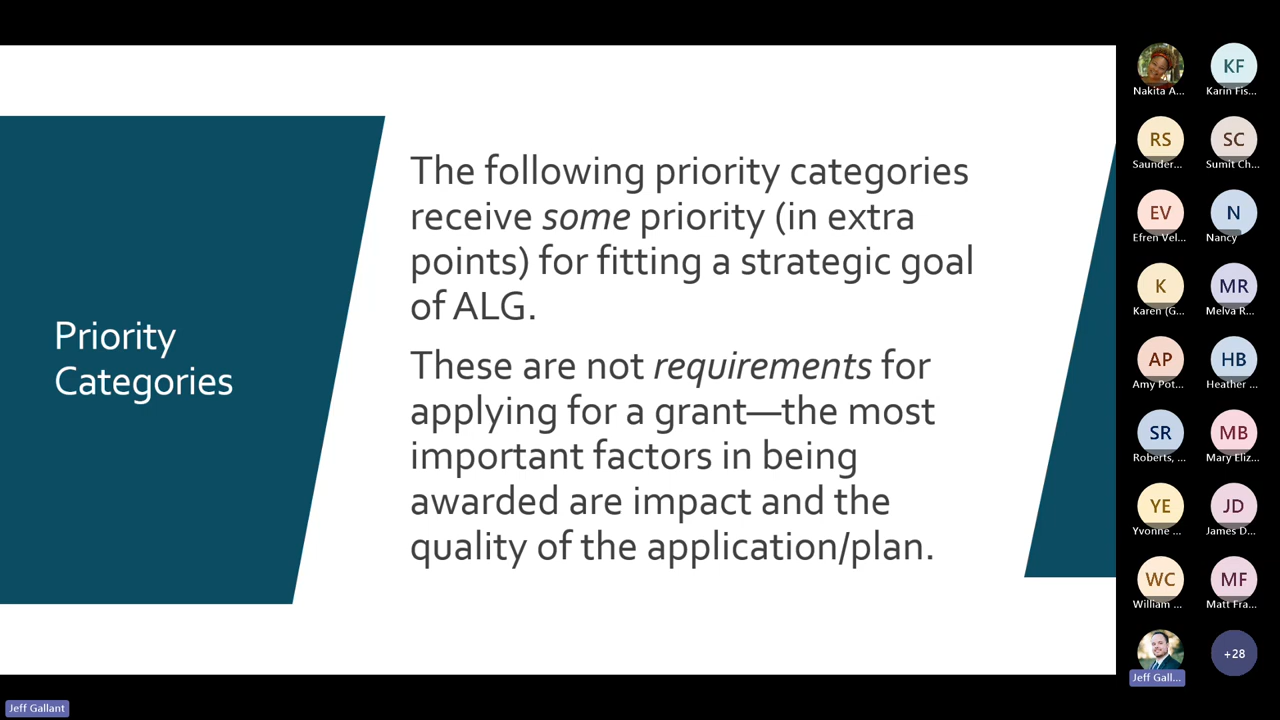 Priority
Categories
The following priority categories
receive some priority (in extra
points) for fitting a strategic goal
of ALG.
These are not requirements for
applying for a grant—the most
important factors in being
awarded are impact and the
quality of the application/plan.
Nakita A...
KF
Karin Fis...
RS
Saunder...
SC
Sumit Ch...
EV
Efren Vel...
N
Nancy
K
Karen (G...
MR
Melva R...
AP
Amy Pot...
HB
Heather ...
SR
Roberts, ...
MB
Mary Eliz...
YE
Yvonne ...
JD
James D...
WC
William ...
MF
Matt Fra...
Jeff Gall...
+28
Jeff Gallant